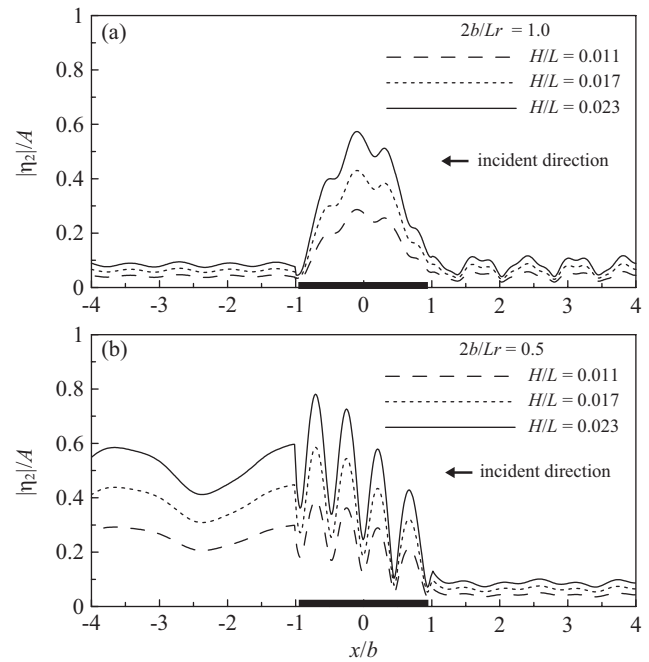 (a)
2b/Lr = 1.0
H/L = 0.011
H/L = 0.017
H/L = 0.023
incident direction
|η2|/A
1
0.8
0.6
0.4
0.2
0
-4 -3 -2 -1 0 1 2 3 4
(b)
2b/Lr = 0.5
H/L = 0.011
H/L = 0.017
H/L = 0.023
incident direction
|η2|/A
1
0.8
0.6
0.4
0.2
0
-4 -3 -2 -1 0 1 2 3 4
x/b